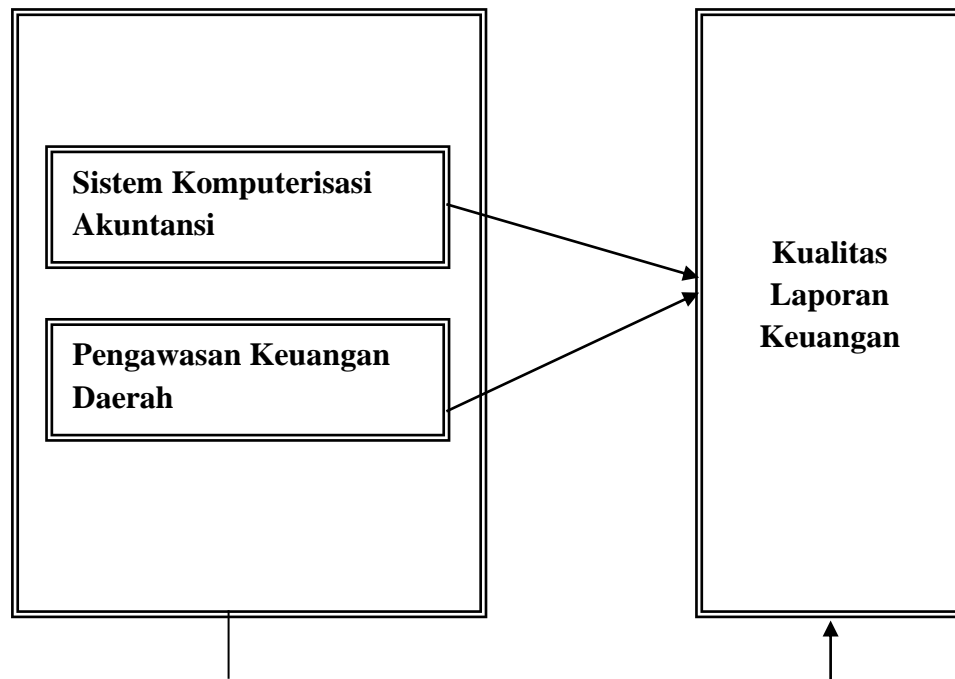 Sistem Komputerisasi
Akuntansi
Pengawasan Keuangan
Daerah
Kualitas
Laporan
Keuangan